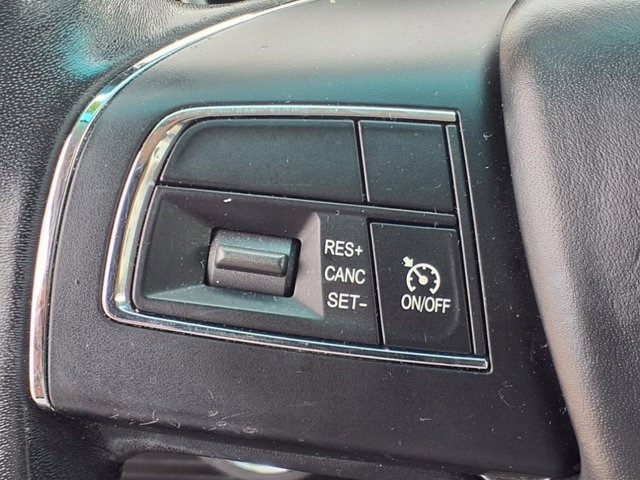 RES+
CANC
SET-
ON/OFF